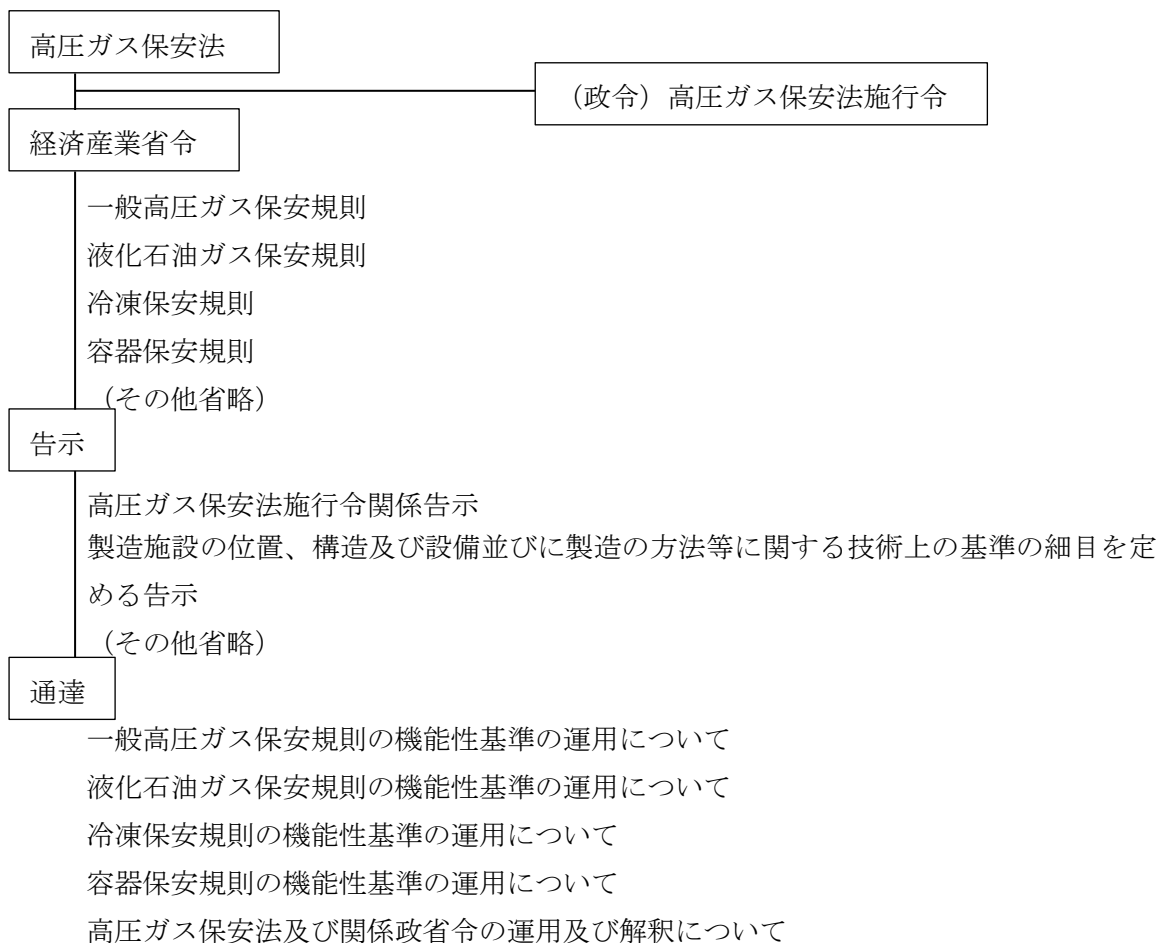 高圧ガス保安法
（政令）高圧ガス保安法施行令
経済産業省令
一般高圧ガス保安規則
液化石油ガス保安規則
冷凍保安規則
容器保安規則
（その他省略）
告示
高圧ガス保安法施行令関係告示
製造施設の位置、構造及び設備並びに製造の方法等に関する技術上の基準の細目を定
める告示
（その他省略）
通達
一般高圧ガス保安規則の機能性基準の運用について
液化石油ガス保安規則の機能性基準の運用について
冷凍保安規則の機能性基準の運用について
容器保安規則の機能性基準の運用について
高圧ガス保安法及び関係政省令の運用及び解釈について